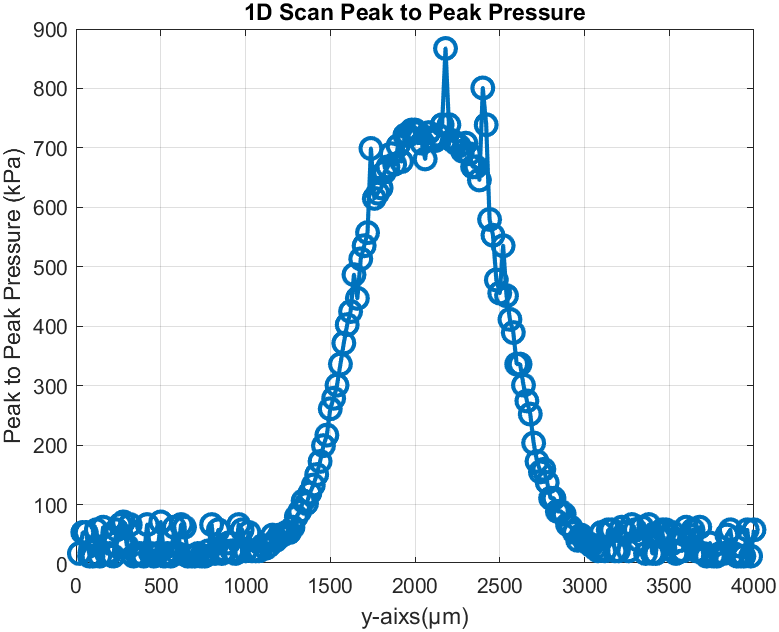 1D Scan Peak to Peak Pressure
Peak to Peak Pressure (kPa)
900
800
700
600
500
400
300
200
100
0
0 500 1000 1500 2000 2500 3000 3500 4000
y-aixs(μm)